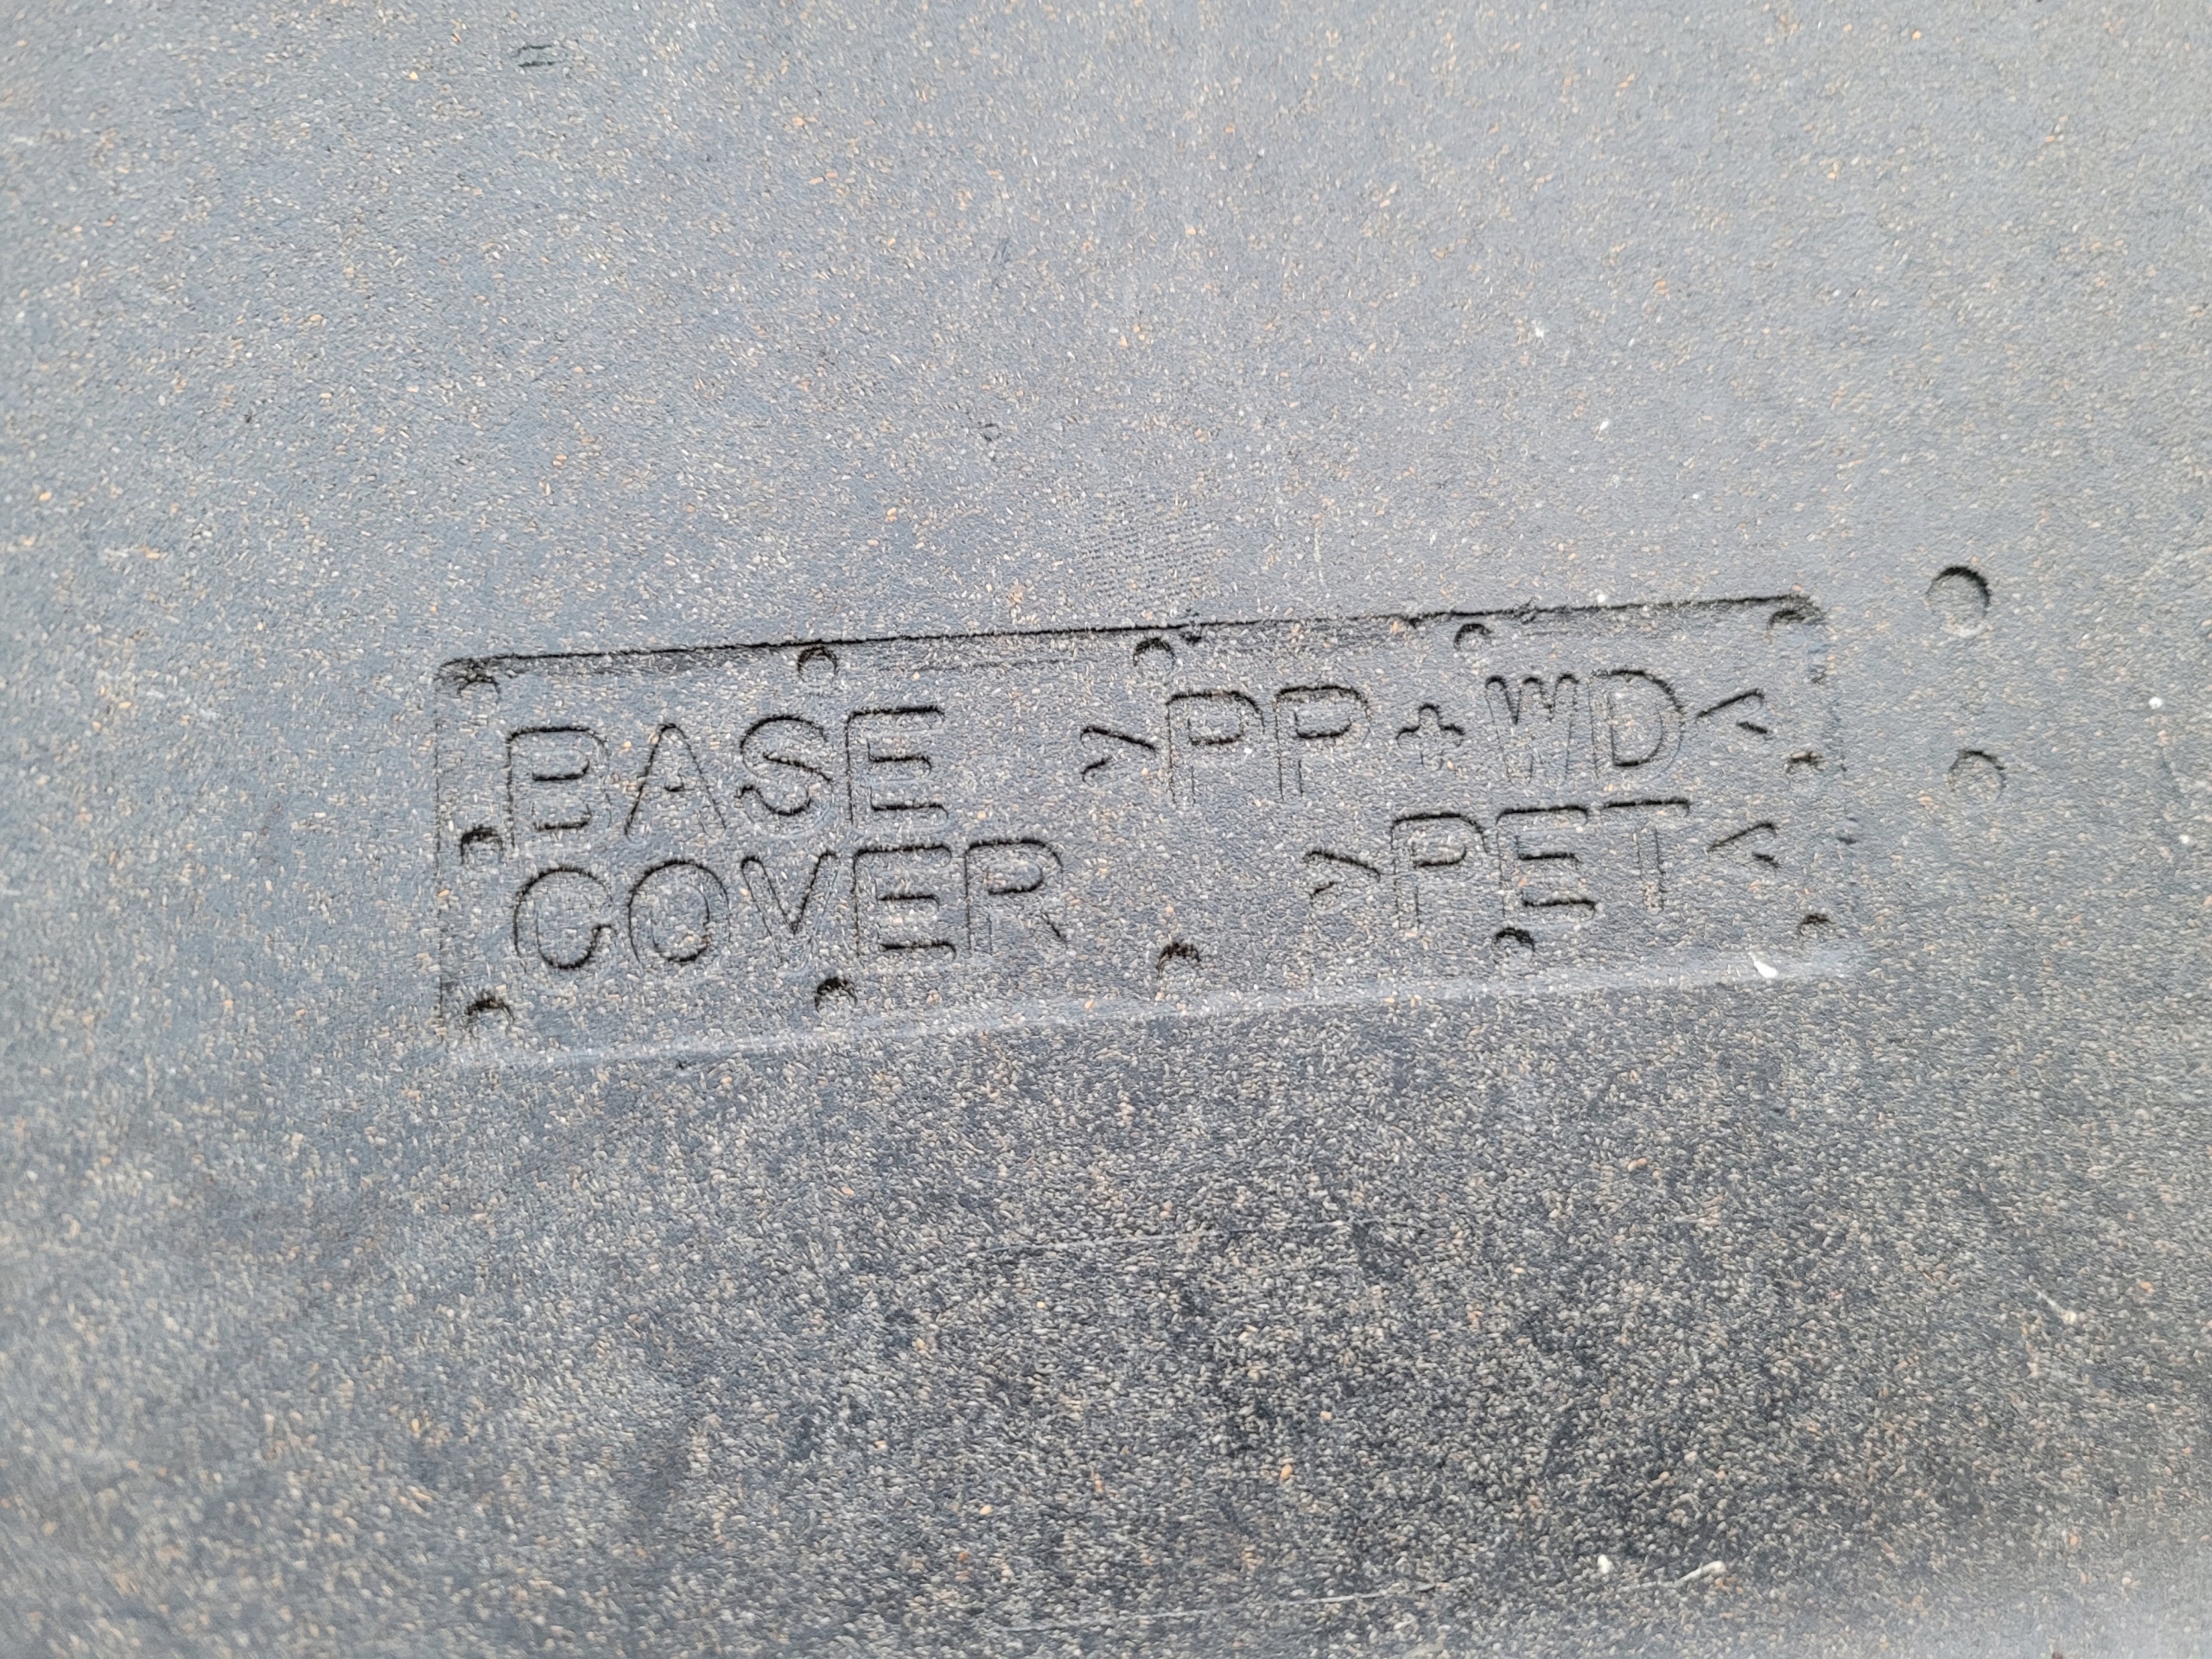 BASE >PP+WD<
COVER >PET<